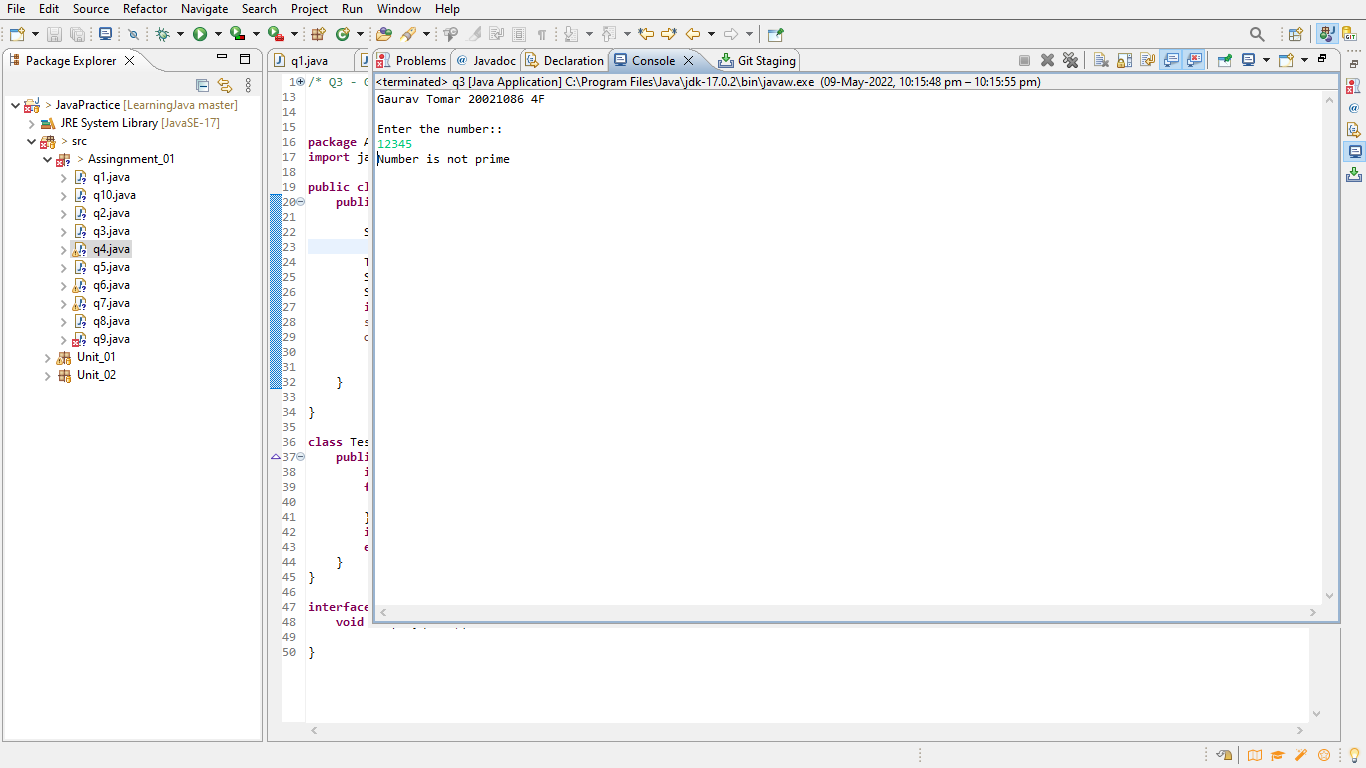 File Edit Source Refactor Navigate Search Project Run Window Help
Package Explorer
> JavaPractice [LearningJava master]
JRE System Library [JavaSE-17]
> src
> Assingnment_01
q1.java
q10.java
q2.java
q3.java
q4.java
q5.java
q6.java
q7.java
q8.java
q9.java
Unit_01
Unit_02
q1.java
1 /* Q3 -
13
14
15
16 package
17 import
18
19 public
20
21
22
23
24
25
26
27
28
29
30
31
32 }
33
34 }
35
36 class
37
38
39
40
41
42
43
44 }
45 }
46
47 interface
48 void
49
50 }
Problems @ Javadoc Declaration Console Git Staging
<terminated> q3 [Java Application] C:\Program Files\Java\jdk-17.0.2\bin\javaw.exe (09-May-2022, 10:15:48 pm – 10:15:55 pm)
Gaurav Tomar 20021086 4F
Enter the number::
12345
Number is not prime